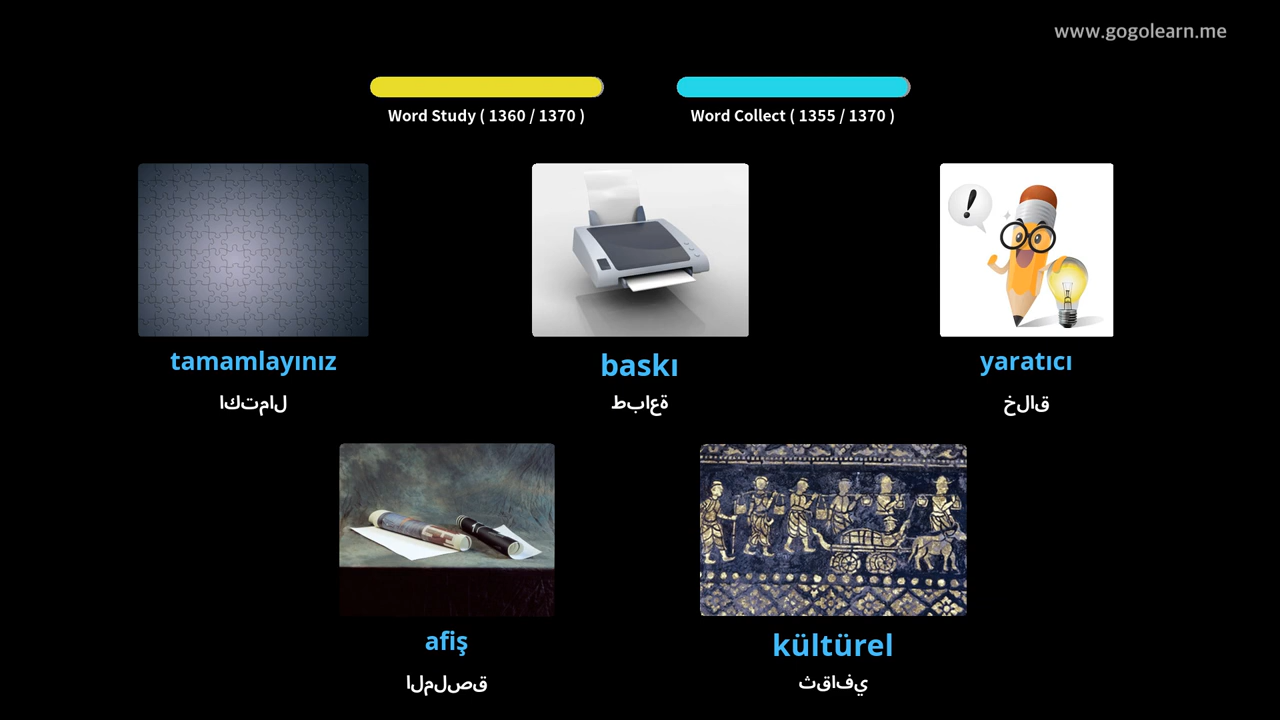 www.gogolearn.me
Word Study ( 1360 / 1370 )
Word Collect ( 1355 / 1370 )
tamamlayınız
اكتمال
baskı
طباعة
yaratıcı
خلاق
afiş
الملصق
kültürel
ثقافي